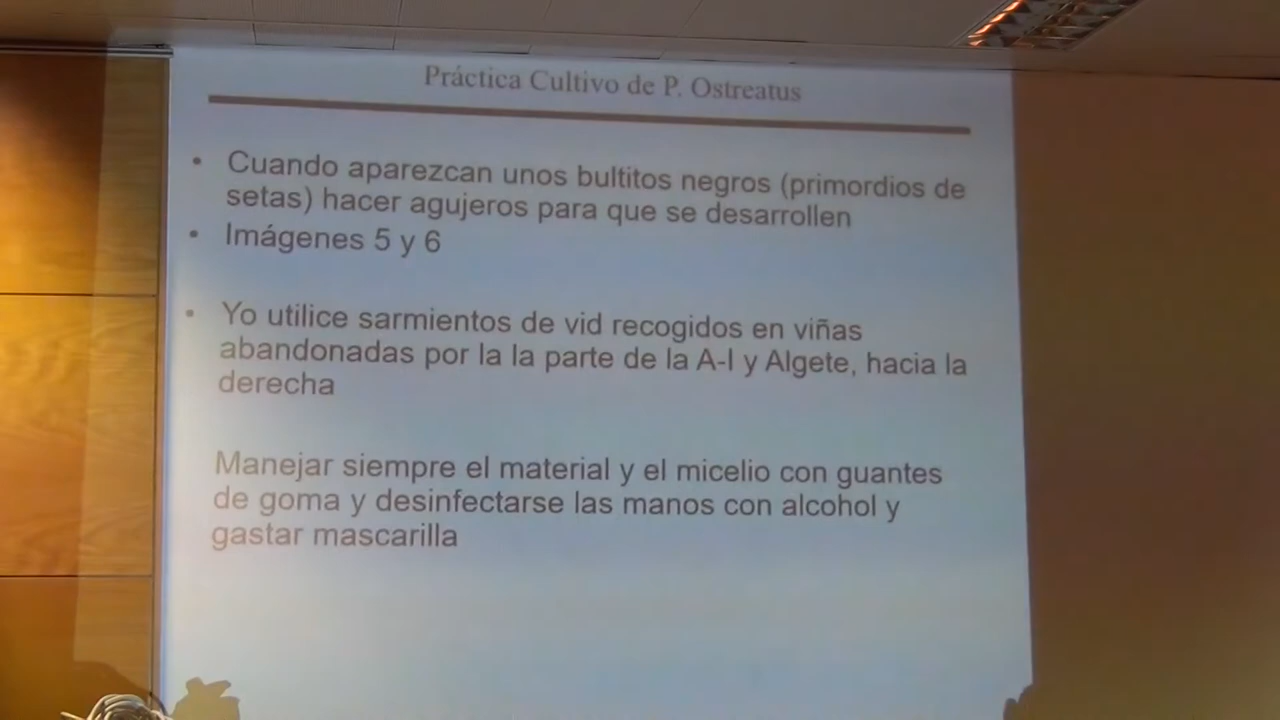 Práctica Cultivo de P. Ostreatus
• Cuando aparezcan unos bultitos negros (primordios de
setas) hacer agujeros para que se desarrollen
• Imágenes 5 y 6
• Yo utilice sarmientos de vid recogidos en viñas
abandonadas por la la parte de la A-I y Algete, hacia la
derecha
Manejar siempre el material y el micelio con guantes
de goma y desinfectarse las manos con alcohol y
gastar mascarilla